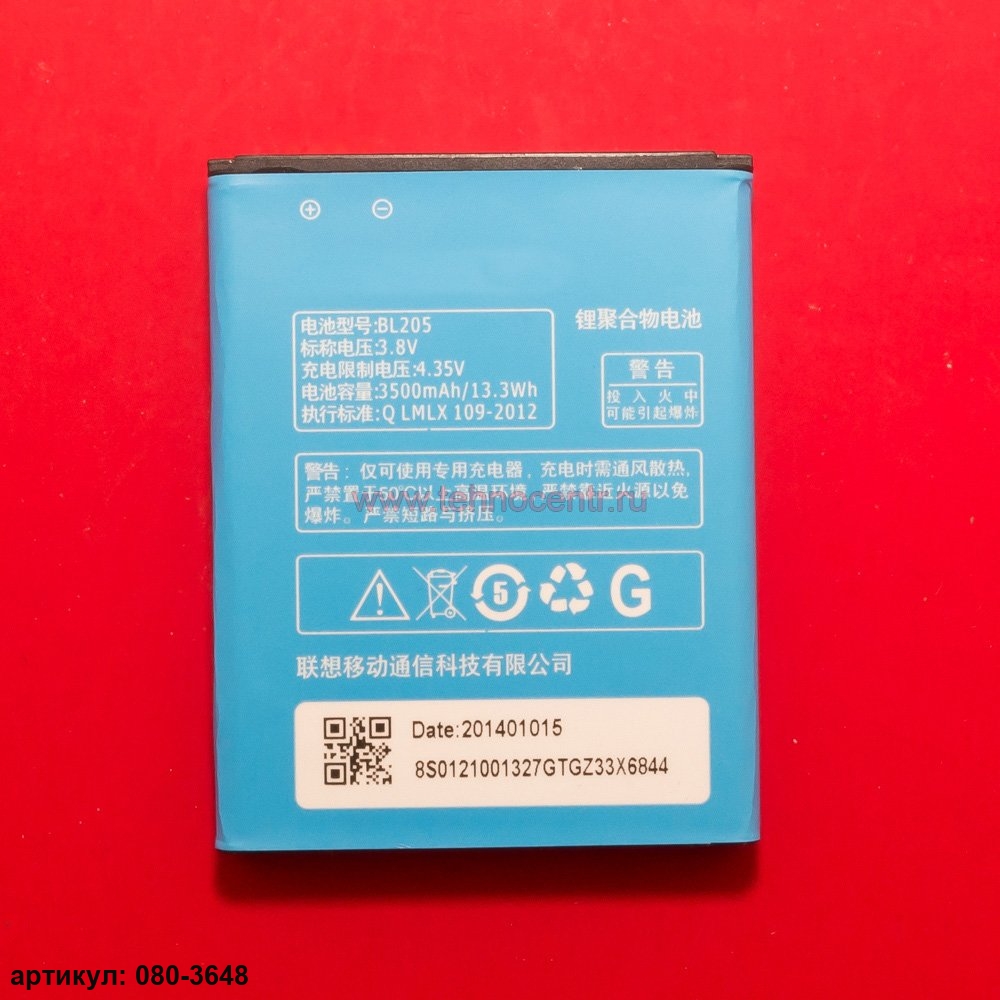 电池型号:BL205
标称电压:3.8V
充电限制电压:4.35V
电池容量:3500mAh/13.3Wh
执行标准:Q LMLX 109-2012
锂聚合物电池
警告
投入火中
可能引起爆炸
警告：仅可使用专用充电器，充电时需通风散热，
严禁置于50℃以上高温环境，严禁靠近火源以免
爆炸。严禁短路与挤压。
www.tehnocentr.ru
5
G
联想移动通信科技有限公司
Date:201401015
8S0121001327GTGZ33X6844
артикул: 080-3648